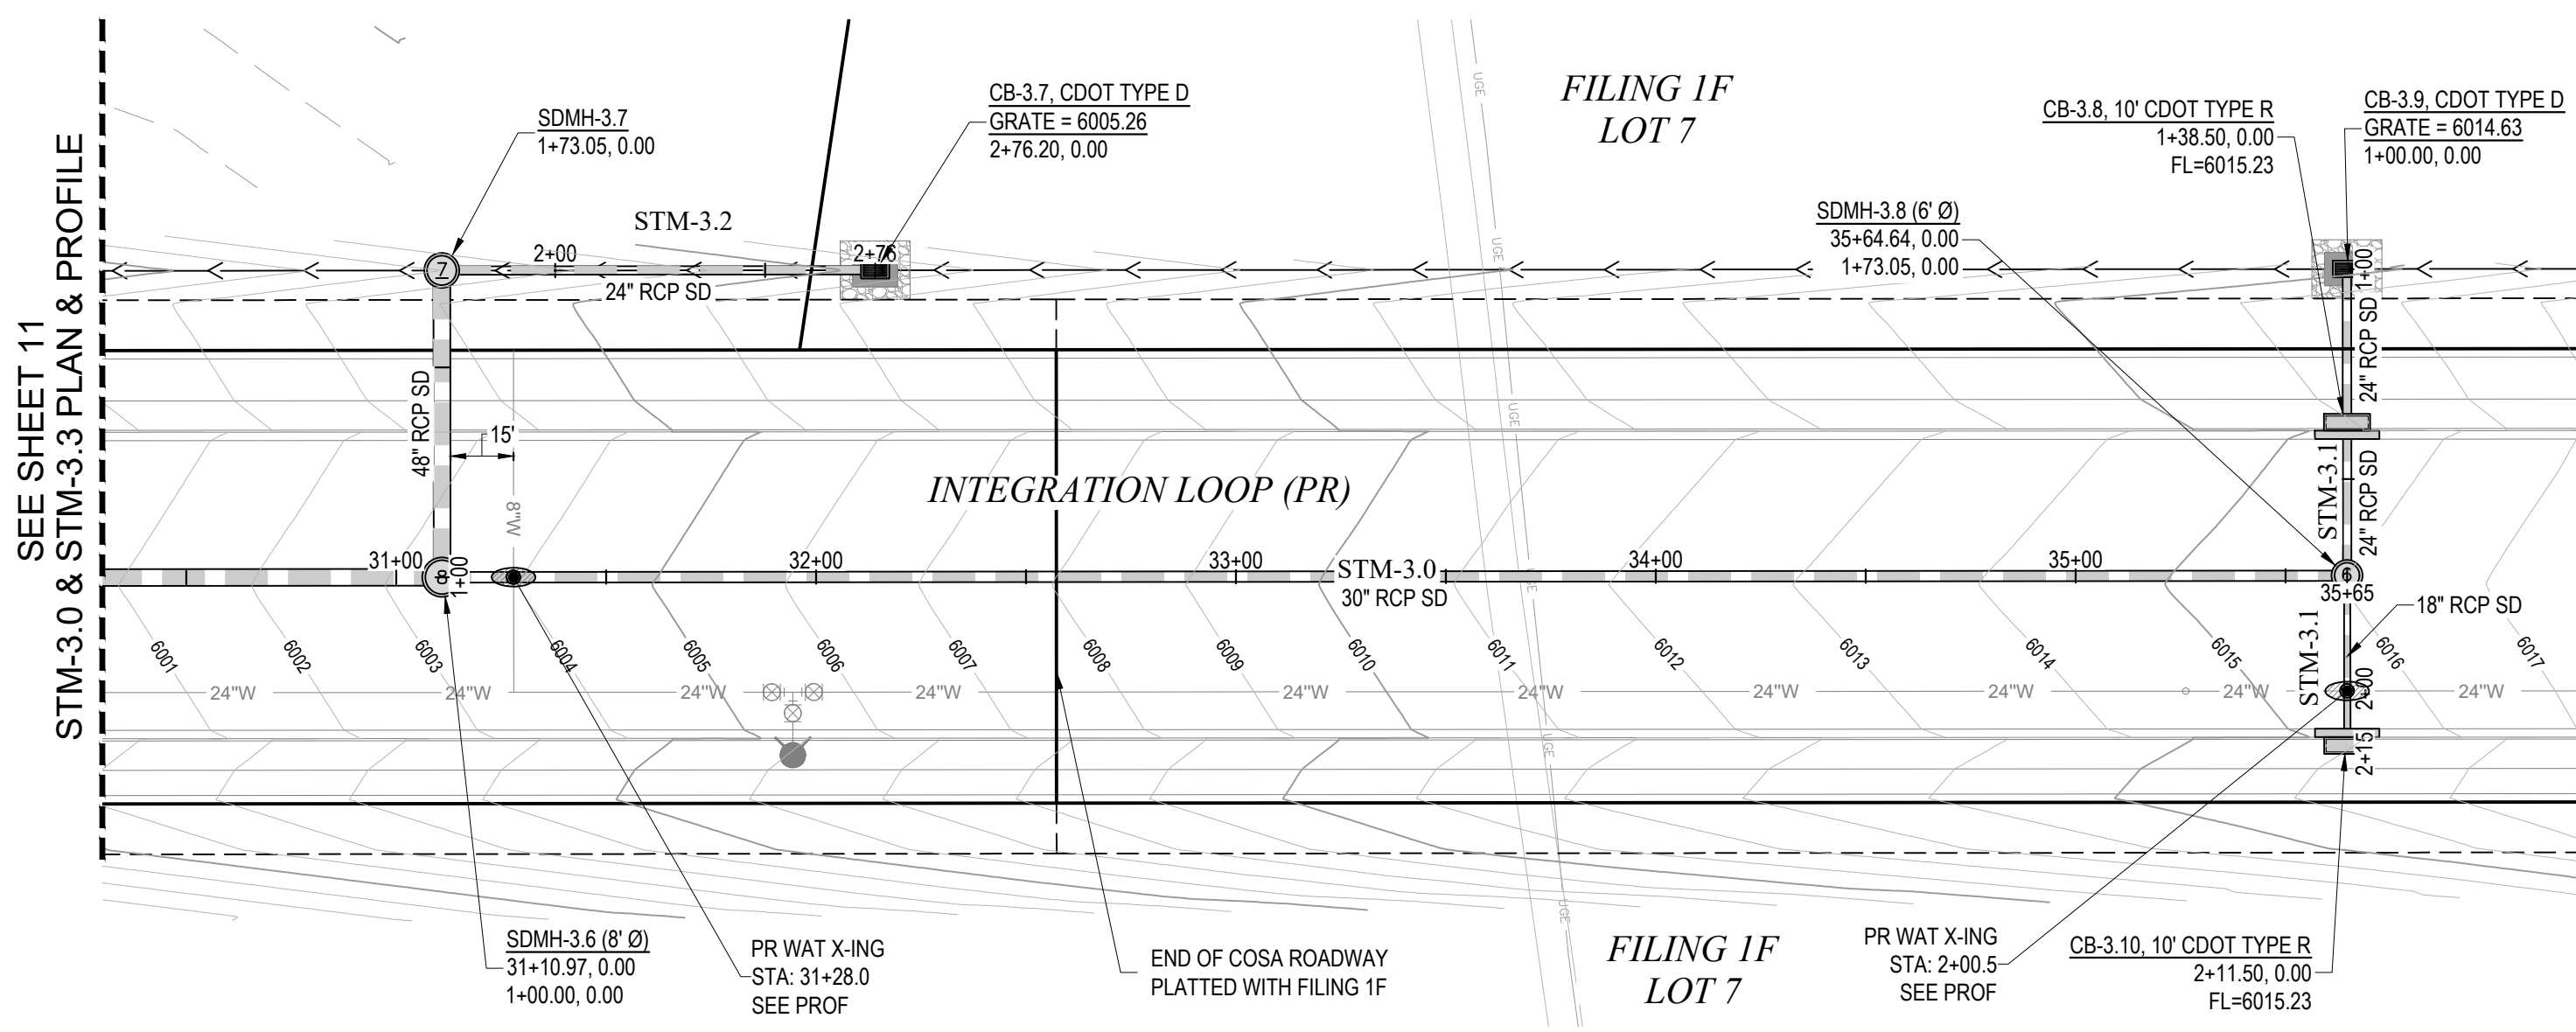 SEE SHEET 11
STM-3.0 & STM-3.3 PLAN & PROFILE
SDMH-3.7
1+73.05, 0.00
CB-3.7, CDOT TYPE D
GRATE = 6005.26
2+76.20, 0.00
FILING 1F
LOT 7
CB-3.8, 10' CDOT TYPE R
1+38.50, 0.00
FL=6015.23
CB-3.9, CDOT TYPE D
GRATE = 6014.63
1+00.00, 0.00
SDMH-3.8 (6' Ø)
35+64.64, 0.00
1+73.05, 0.00
STM-3.2
7
2+00
2+76
24" RCP SD
1+00
24" RCP SD
UGE
UGE
UGE
UGE
UGE
UGE
48" RCP SD
15'
8"W
INTEGRATION LOOP (PR)
STM-3.1
24" RCP SD
31+00
8
1+00
32+00
33+00
STM-3.0
30" RCP SD
34+00
35+00
6
35+65
18" RCP SD
STM-3.1
2+00
2+15
6001
6002
6003
6004
6005
6006
6007
6008
6009
6010
6011
6012
6013
6014
6015
6016
6017
24"W
24"W
24"W
24"W
24"W
24"W
24"W
24"W
24"W
24"W
SDMH-3.6 (8' Ø)
31+10.97, 0.00
1+00.00, 0.00
PR WAT X-ING
STA: 31+28.0
SEE PROF
END OF COSA ROADWAY
PLATTED WITH FILING 1F
FILING 1F
LOT 7
PR WAT X-ING
STA: 2+00.5
SEE PROF
CB-3.10, 10' CDOT TYPE R
2+11.50, 0.00
FL=6015.23